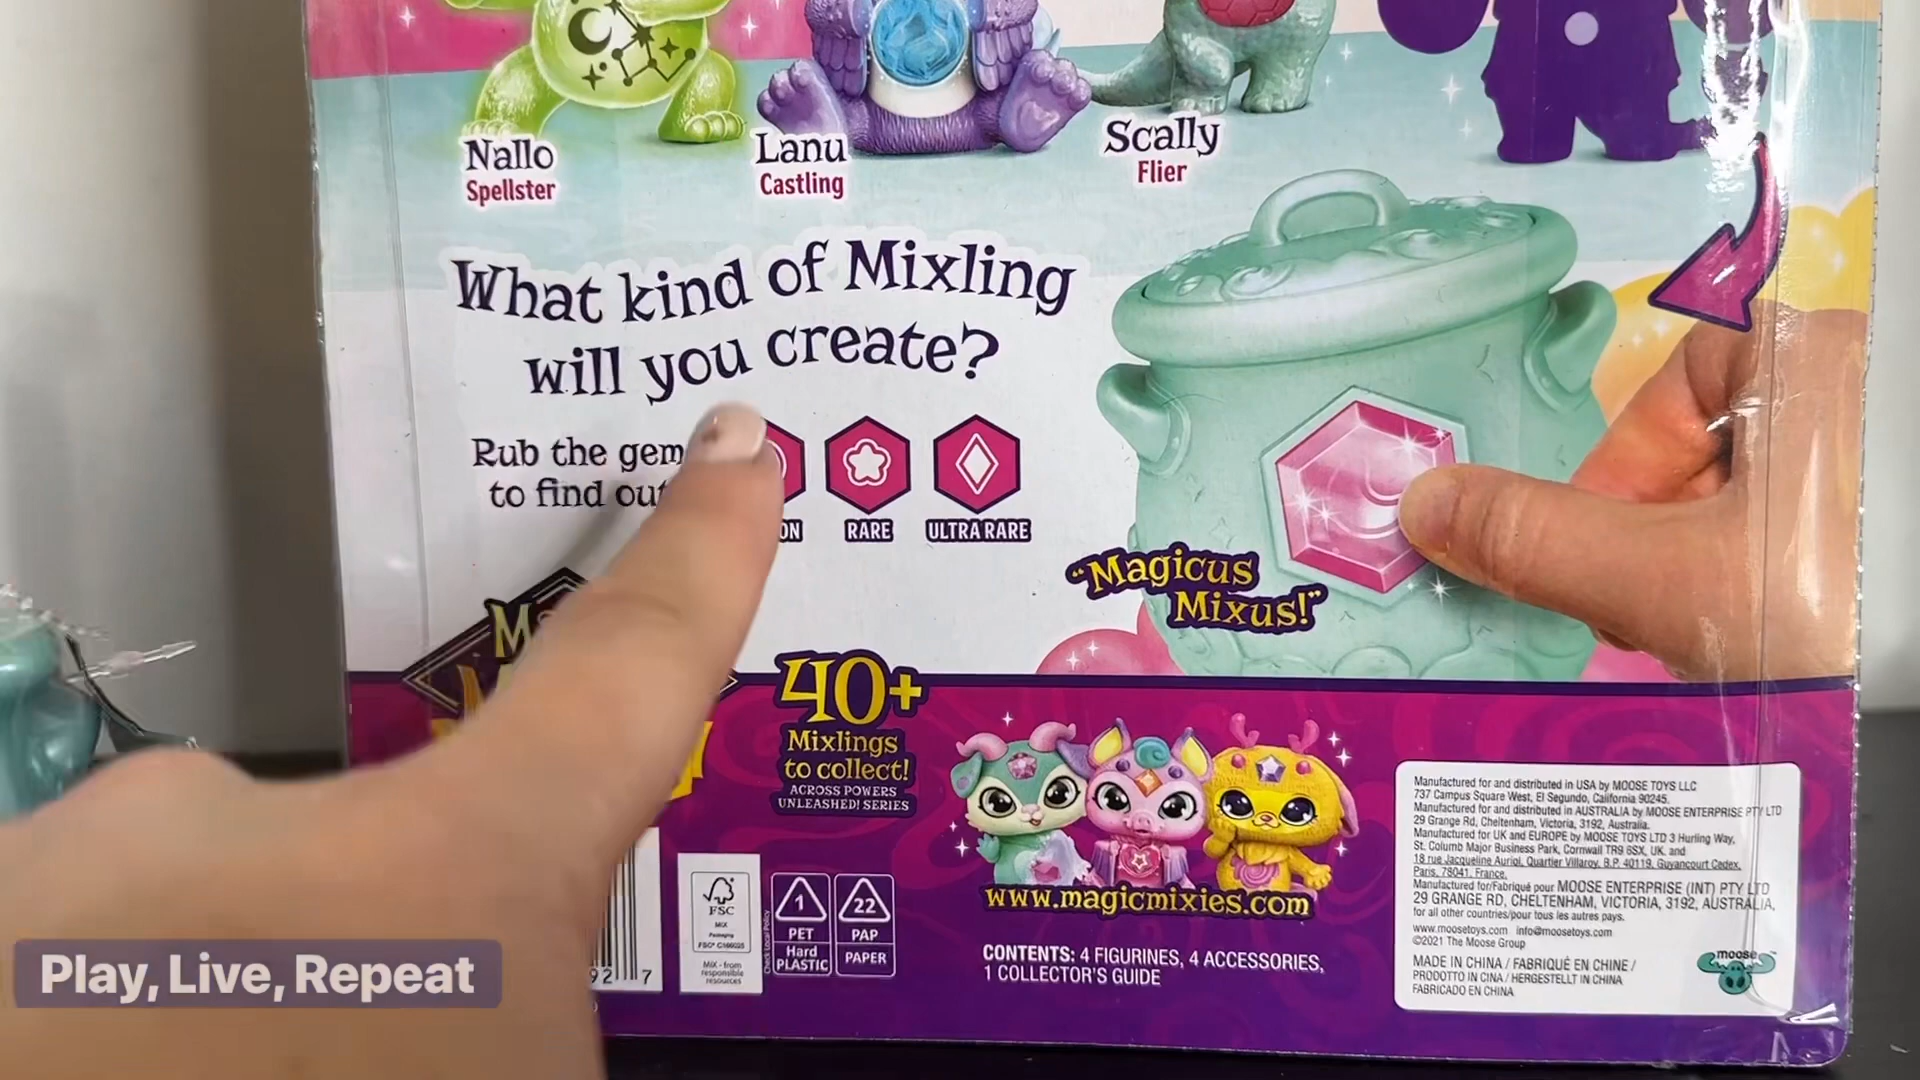 Nallo
Spellster
Lanu
Castling
Scally
Flier
What kind of Mixling
will you create?
Rub the gem
to find out
RARE
ULTRA RARE
"Magicus
Mixus!"
40+
Mixlings
to collect!
ACROSS POWERS
UNLEASHED! SERIES
www.magicmixies.com
CONTENTS: 4 FIGURINES, 4 ACCESSORIES,
1 COLLECTOR'S GUIDE
FSC
MIX
Packaging
MIX - from
responsible
resources
Check Local Policy
1
PET
Hard
PLASTIC
22
PAP
PAPER
Manufactured for and distributed in USA by MOOSE TOYS LLC
737 Campus Square West, El Segundo, California 90245.
Manufactured for and distributed in AUSTRALIA by MOOSE ENTERPRISE PTY LTD
29 Grange Rd, Cheltenham, Victoria, 3192, Australia.
Manufactured for UK and EUROPE by MOOSE TOYS LTD 3 Hurling Way,
St. Columb Major Business Park, Cornwall TR9 6SX, UK. and
18 rue Jacqueline Auriol, Quartier Villaroy, B.P. 40119, Guyancourt Cedex,
Paris, 78041, France.
Manufactured for/Fabriqué pour MOOSE ENTERPRISE (INT) PTY LTD
29 GRANGE RD, CHELTENHAM, VICTORIA, 3192, AUSTRALIA,
for all other countries/pour tous les autres pays.
www.moosetoys.com info@moosetoys.com
©2021 The Moose Group
MADE IN CHINA / FABRIQUÉ EN CHINE /
PRODOTTO IN CINA / HERGESTELLT IN CHINA
FABRICADO EN CHINA
moose
Play, Live, Repeat